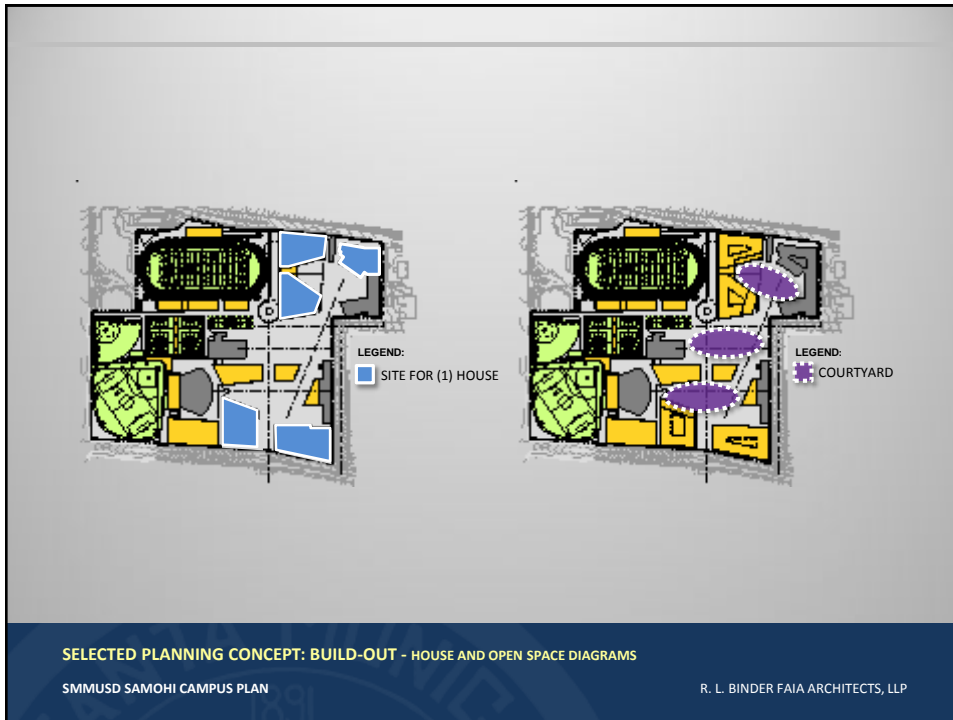 LEGEND:
SITE FOR (1) HOUSE
LEGEND:
COURTYARD
SELECTED PLANNING CONCEPT: BUILD-OUT - HOUSE AND OPEN SPACE DIAGRAMS
SMMUSD SAMOHI CAMPUS PLAN
R. L. BINDER FAIA ARCHITECTS, LLP